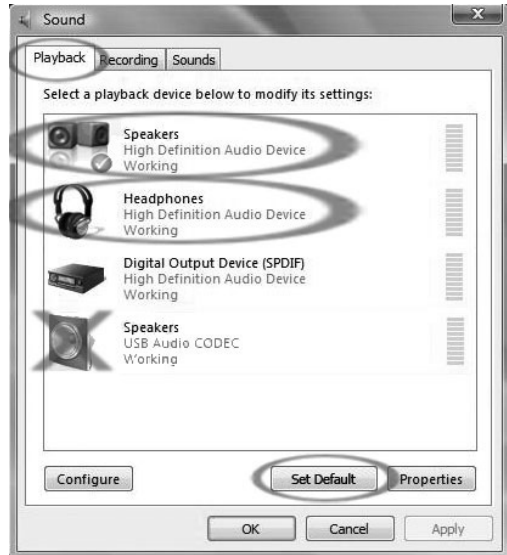 Sound
Playback Recording Sounds
Select a playback device below to modify its settings:
Speakers
High Definition Audio Device
Working
Headphones
High Definition Audio Device
Working
Digital Output Device (SPDIF)
High Definition Audio Device
Working
Speakers
USB Audio CODEC
Working
Configure Set Default Properties
OK Cancel Apply